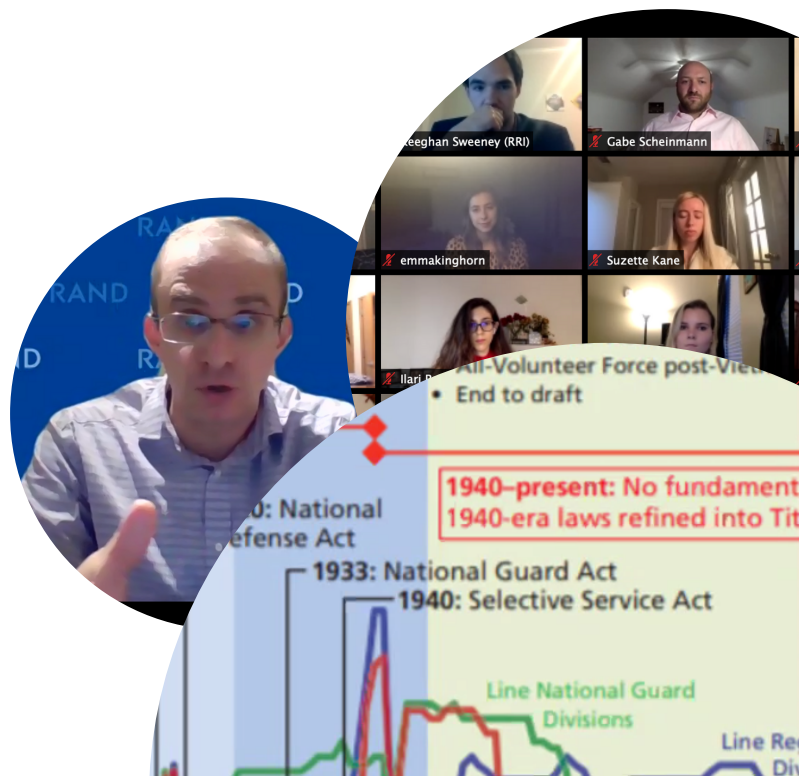 RAND
RAND
eeghan Sweeney (RRI)
Gabe Scheinmann
emmakinghorn
Suzette Kane
Ilari
All-Volunteer Force post-Viet
• End to draft
1940–present: No fundament
1940-era laws refined into Tit
0: National
efense Act
1933: National Guard Act
1940: Selective Service Act
Line National Guard
Divisions
Line Re
Div